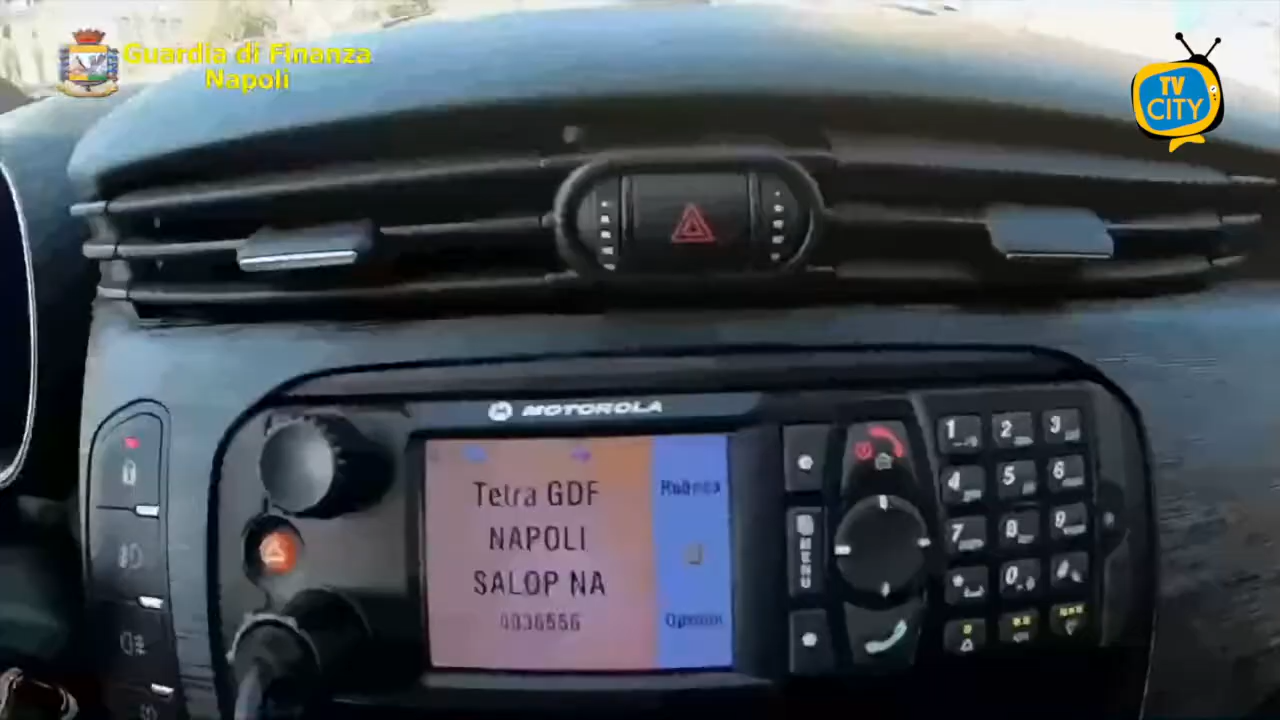 Guardia di Finanza
Napoli
TV
CITY
MOTOROLA
Tetra GDF
NAPOLI
SALOP NA
Rubrica
Opzioni
MENU
1
2
3
4
5
6
7
8
9
*
0
#